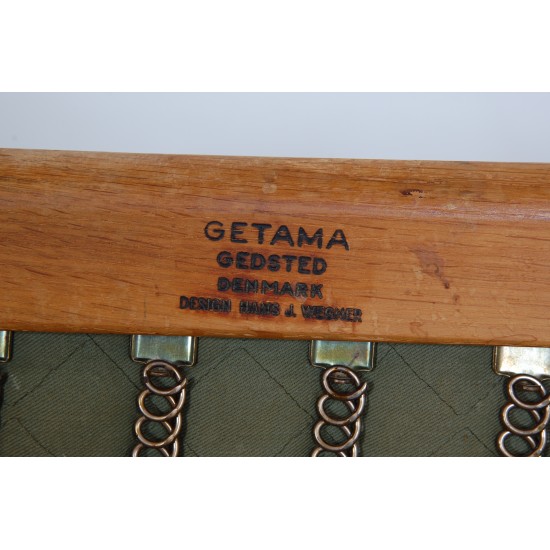 GETAMA
GEDSTED
DENMARK
DESIGN HANS J. WEGNER